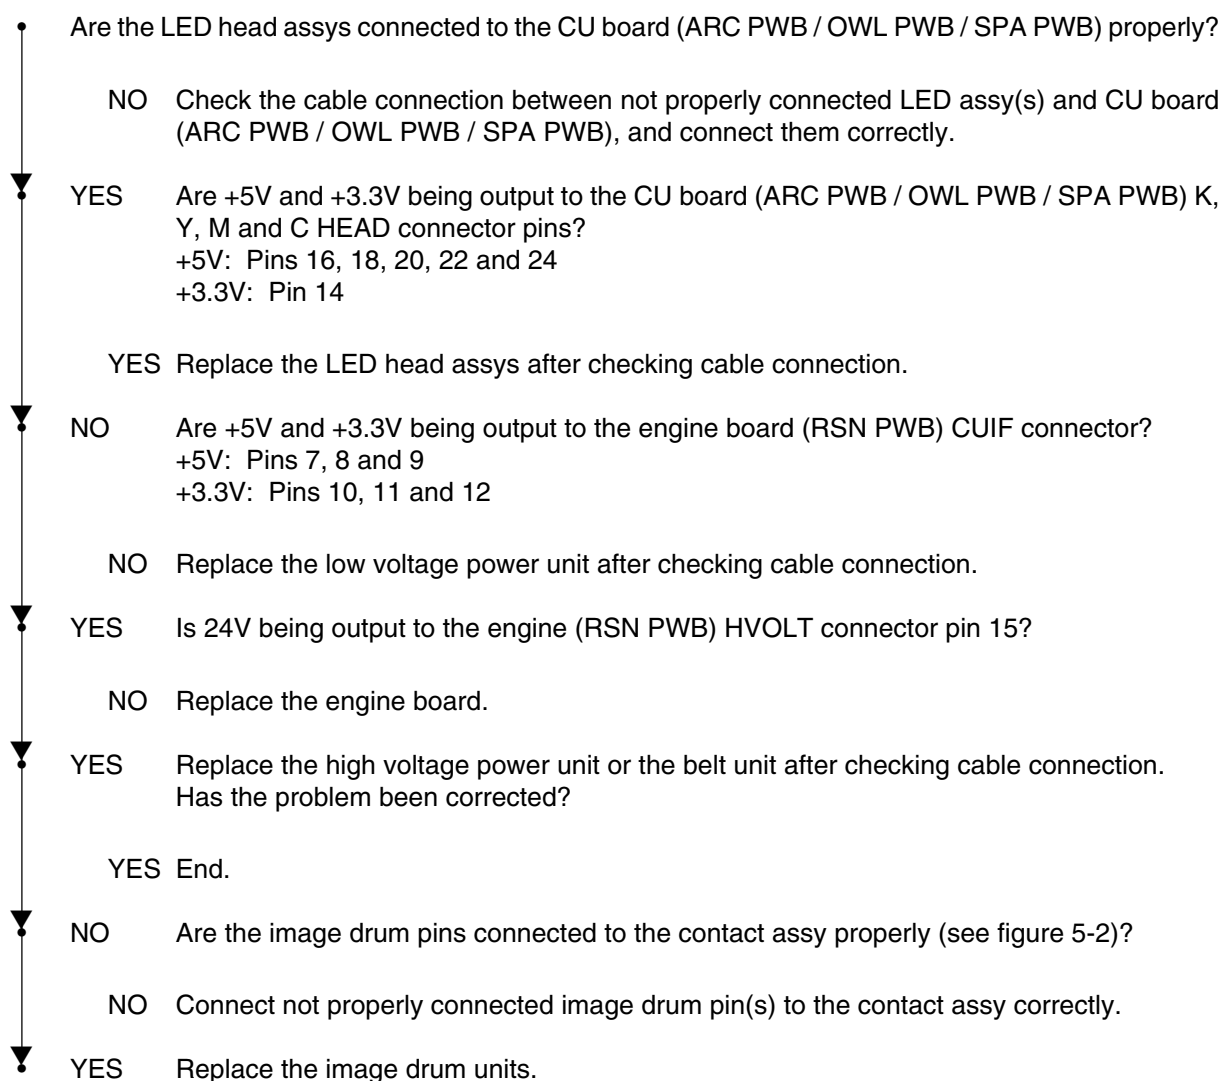 Are the LED head assys connected to the CU board (ARC PWB / OWL PWB / SPA PWB) properly?
NO Check the cable connection between not properly connected LED assy(s) and CU board
(ARC PWB / OWL PWB / SPA PWB), and connect them correctly.
YES Are +5V and +3.3V being output to the CU board (ARC PWB / OWL PWB / SPA PWB) K,
Y, M and C HEAD connector pins?
+5V: Pins 16, 18, 20, 22 and 24
+3.3V: Pin 14
YES Replace the LED head assys after checking cable connection.
NO Are +5V and +3.3V being output to the engine board (RSN PWB) CUIF connector?
+5V: Pins 7, 8 and 9
+3.3V: Pins 10, 11 and 12
NO Replace the low voltage power unit after checking cable connection.
YES Is 24V being output to the engine (RSN PWB) HVOLT connector pin 15?
NO Replace the engine board.
YES Replace the high voltage power unit or the belt unit after checking cable connection.
Has the problem been corrected?
YES End.
NO Are the image drum pins connected to the contact assy properly (see figure 5-2)?
NO Connect not properly connected image drum pin(s) to the contact assy correctly.
YES Replace the image drum units.